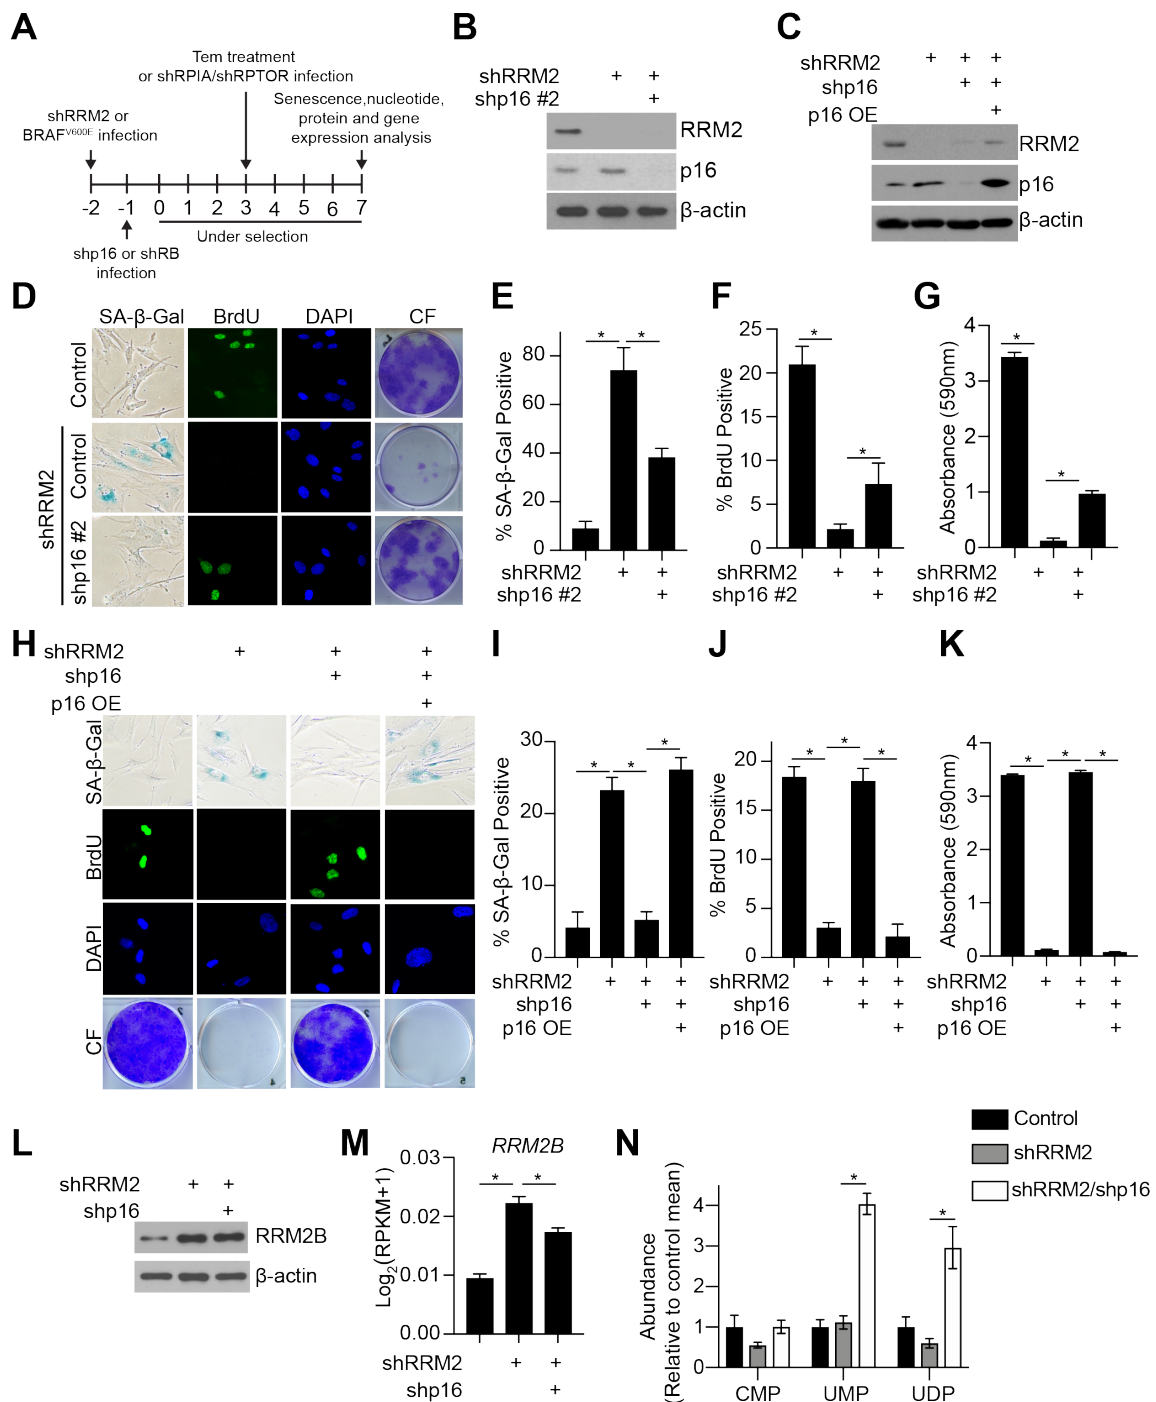 A
Tem treatment
or shRPIA/shRPTOR infection
Senescence,nucleotide,
protein and gene
expression analysis
shRRM2 or
BRAFV600E infection
-2 -1 0 1 2 3 4 5 6 7
Under selection
shp16 or shRB
infection
B
shRRM2 + +
shp16 #2 +
RRM2
p16
β-actin
C
shRRM2 + + +
shp16 + +
p16 OE +
RRM2
p16
β-actin
D
SA-β-Gal BrdU DAPI CF
Control
shRRM2
Control
shp16 #2
E
% SA-β-Gal Positive
80
60
40
20
0
* *
shRRM2 + +
shp16 #2 +
F
% BrdU Positive
25
20
15
10
5
0
*
*
shRRM2 + +
shp16 #2 +
G
Absorbance (590nm)
4
3
2
1
0
*
*
shRRM2 + +
shp16 #2 +
H
shRRM2 + + +
shp16 + +
p16 OE +
SA-β-Gal
BrdU
DAPI
CF
I
% SA-β-Gal Positive
30
20
10
0
* * *
shRRM2 + + +
shp16 + +
p16 OE +
J
% BrdU Positive
20
15
10
5
0
* * *
shRRM2 + + +
shp16 + +
p16 OE +
K
Absorbance (590nm)
4
3
2
1
0
* * *
shRRM2 + + +
shp16 + +
p16 OE +
L
shRRM2 + +
shp16 +
RRM2B
β-actin
M
RRM2B
Log2(RPKM+1)
0.03
0.02
0.01
0.00
* *
shRRM2 + +
shp16 +
N
Control
shRRM2
shRRM2/shp16
Abundance
(Relative to control mean)
4
3
2
1
0
* *
CMP UMP UDP